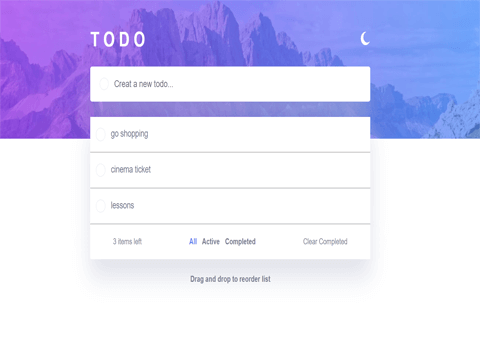 TODO
Creat a new todo...
go shopping
cinema ticket
lessons
3 items left All Active Completed Clear Completed
Drag and drop to reorder list